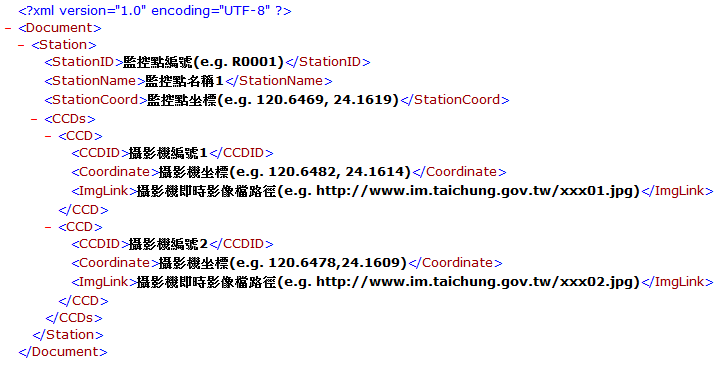 <?xml version="1.0" encoding="UTF-8" ?>
- <Document>
- <Station>
<StationID>監控點編號(e.g. R0001)</StationID>
<StationName>監控點名稱1</StationName>
<StationCoord>監控點坐標(e.g. 120.6469, 24.1619)</StationCoord>
- <CCDs>
- <CCD>
<CCDID>攝影機編號1</CCDID>
<Coordinate>攝影機坐標(e.g. 120.6482, 24.1614)</Coordinate>
<ImgLink>攝影機即時影像檔路徑(e.g. http://www.im.taichung.gov.tw/xxx01.jpg)</ImgLink>
</CCD>
- <CCD>
<CCDID>攝影機編號2</CCDID>
<Coordinate>攝影機坐標(e.g. 120.6478,24.1609)</Coordinate>
<ImgLink>攝影機即時影像檔路徑(e.g. http://www.im.taichung.gov.tw/xxx02.jpg)</ImgLink>
</CCD>
</CCDs>
</Station>
</Document>